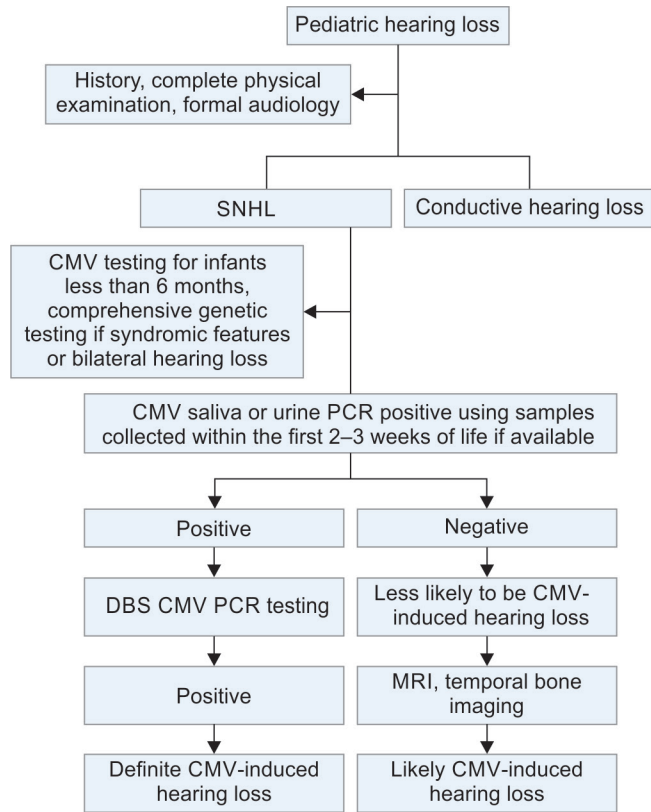 Pediatric hearing loss
History, complete physical
examination, formal audiology
SNHL
Conductive hearing loss
CMV testing for infants
less than 6 months,
comprehensive genetic
testing if syndromic features
or bilateral hearing loss
CMV saliva or urine PCR positive using samples
collected within the first 2–3 weeks of life if available
Positive
Negative
DBS CMV PCR testing
Less likely to be CMV-
induced hearing loss
Positive
MRI, temporal bone
imaging
Definite CMV-induced
hearing loss
Likely CMV-induced
hearing loss